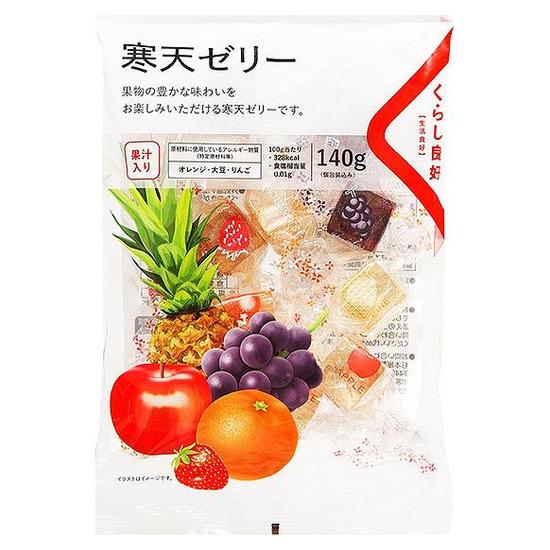 寒天ゼリー
果物の豊かな味わいを
お楽しみいただける寒天ゼリーです。
くらし良好
【生活良好】
果汁
入り
原材料に使用しているアレルギー物質
(特定原材料等)
オレンジ・大豆・りんご
100g当たり
・328kcal
・食塩相当量
0.01g
140g
(個包装込み)
APPLE
イラストはイメージです。